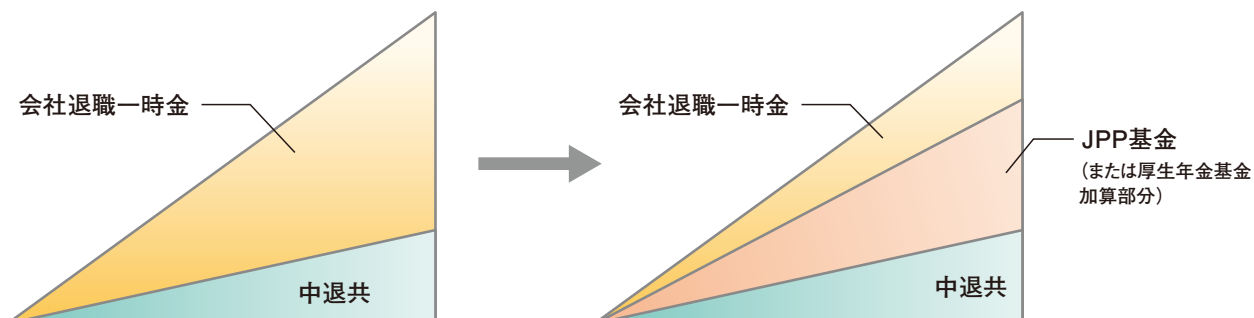 会社退職一時金
中退共
会社退職一時金
JPP基金
(または厚生年金基金
加算部分)
中退共